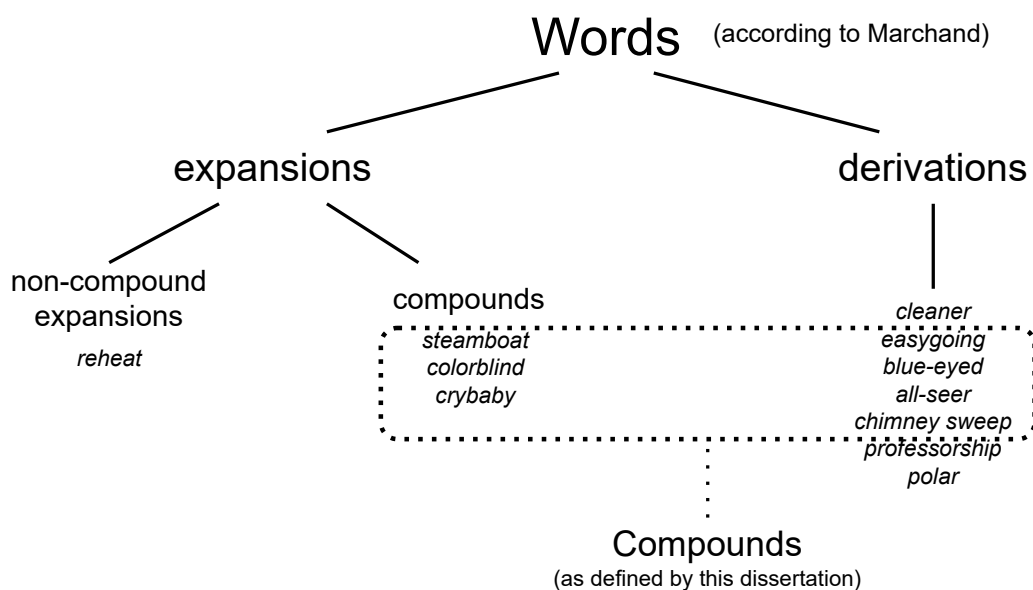 Words (according to Marchand)
expansions
derivations
non-compound
expansions
reheat
compounds
steamboat
colorblind
crybaby
cleaner
easygoing
blue-eyed
all-seer
chimney sweep
professorship
polar
Compounds
(as defined by this dissertation)